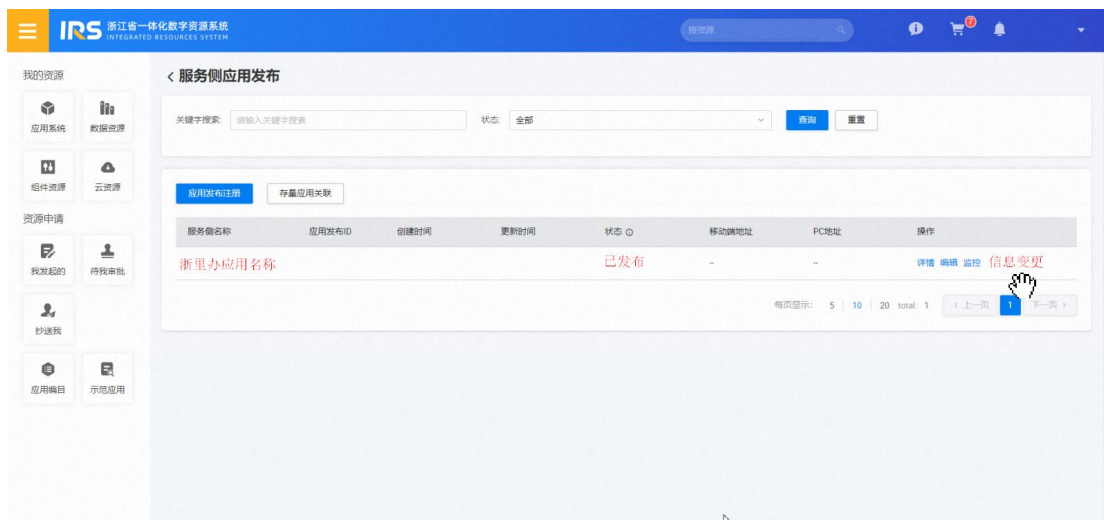 IRS 浙江省一体化数字资源系统
INTEGRATED RESOURCES SYSTEM
搜资源
7
我的资源
应用系统 数据资源
组件资源 云资源
资源申请
我发起的 待我审批
抄送我
应用编目 示范应用
< 服务侧应用发布
关键字搜索: 请输入关键字搜索 状态: 全部 查询 重置
应用发布注册 存量应用关联
服务侧名称 应用发布ID 创建时间 更新时间 状态 移动端地址 PC地址 操作
浙里办应用名称 已发布 -- -- 详情 编辑 监控 信息变更
每页显示: 5 | 10 | 20 total: 1 < 上一页 1 下一页 >